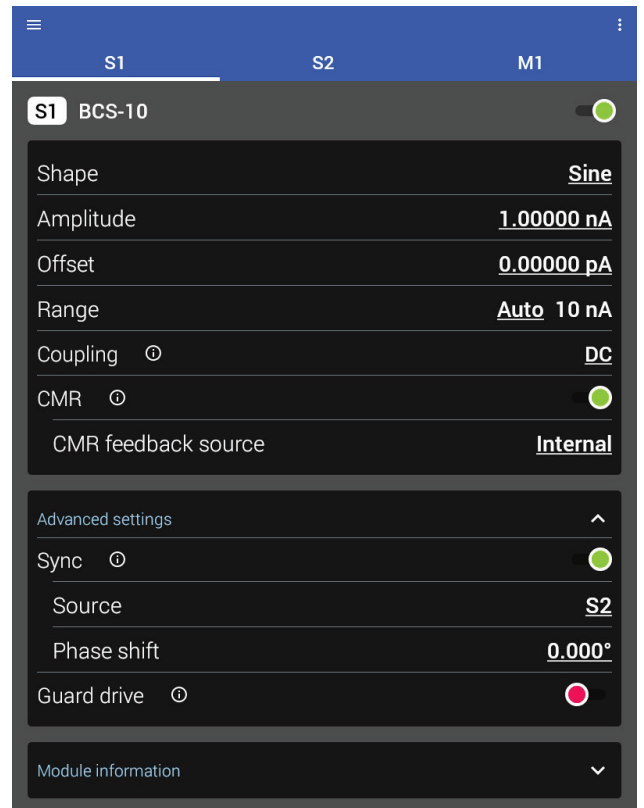 S1 S2 M1
S1 BCS-10
Shape Sine
Amplitude 1.00000 nA
Offset 0.00000 pA
Range Auto 10 nA
Coupling DC
CMR
CMR feedback source Internal
Advanced settings
Sync
Source S2
Phase shift 0.000°
Guard drive
Module information